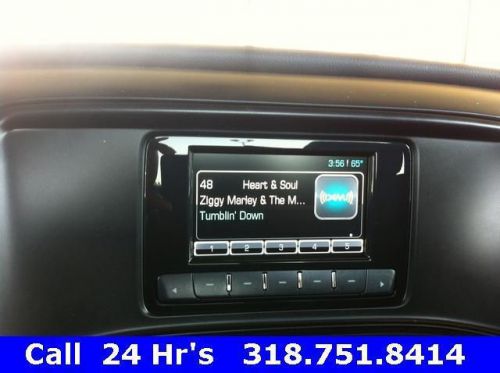 3:56 | 65°
48 Heart & Soul
Ziggy Marley & The M...
Tumblin' Down
1 2 3 4 5
Call 24 Hr's 318.751.8414